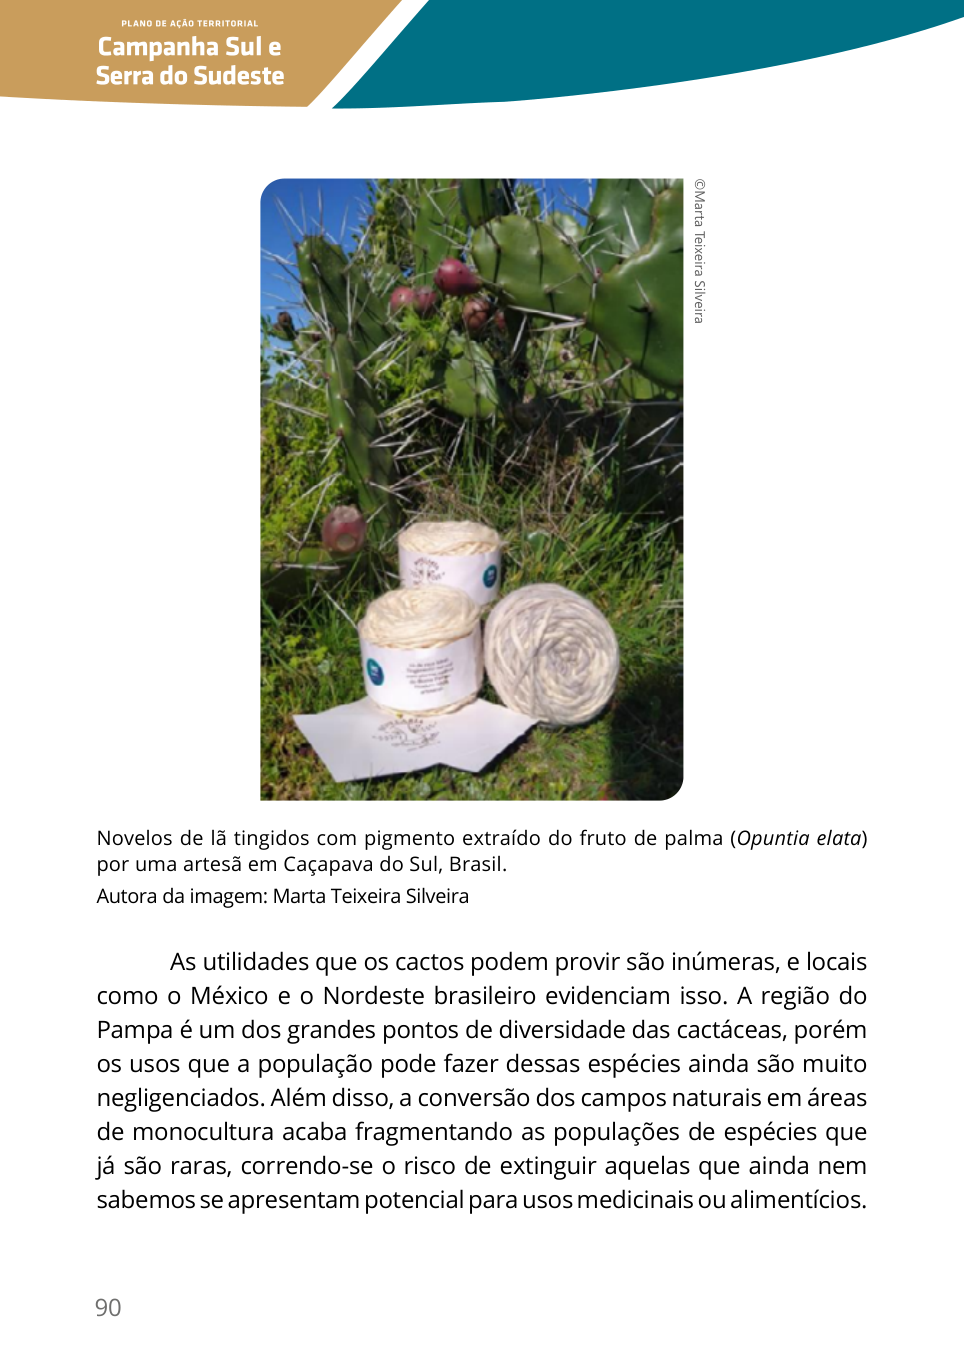 PLANO DE AÇÃO TERRITORIAL
Campanha Sul e
Serra do Sudeste
©Marta Teixeira Silveira
Novelos de lã tingidos com pigmento extraído do fruto de palma (Opuntia elata)
por uma artesã em Caçapava do Sul, Brasil.
Autora da imagem: Marta Teixeira Silveira
As utilidades que os cactos podem provir são inúmeras, e locais
como o México e o Nordeste brasileiro evidenciam isso. A região do
Pampa é um dos grandes pontos de diversidade das cactáceas, porém
os usos que a população pode fazer dessas espécies ainda são muito
negligenciados. Além disso, a conversão dos campos naturais em áreas
de monocultura acaba fragmentando as populações de espécies que
já são raras, correndo-se o risco de extinguir aquelas que ainda nem
sabemos se apresentam potencial para usos medicinais ou alimentícios.
90